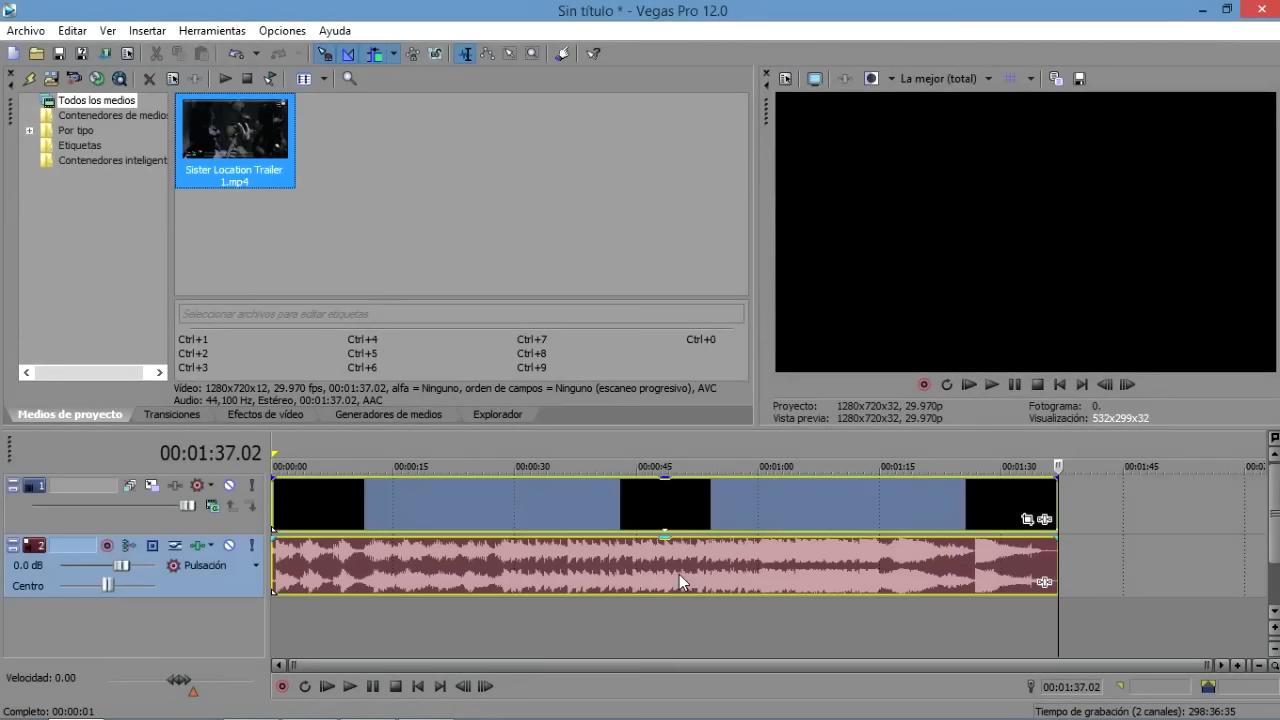 Sin título * - Vegas Pro 12.0
Archivo Editar Ver Insertar Herramientas Opciones Ayuda
La mejor (total)
Todos los medios
Contenedores de medio
Por tipo
Etiquetas
Contenedores inteligent
Sister Location Trailer
1.mp4
Seleccionar archivos para editar etiquetas
Ctrl+1 Ctrl+4 Ctrl+7 Ctrl+0
Ctrl+2 Ctrl+5 Ctrl+8
Ctrl+3 Ctrl+6 Ctrl+9
Vídeo: 1280x720x12, 29.970 fps, 00:01:37.02, alfa = Ninguno, orden de campos = Ninguno (escaneo progresivo), AVC
Audio: 44,100 Hz, Estéreo, 00:01:37.02, AAC
Medios de proyecto Transiciones Efectos de vídeo Generadores de medios Explorador
Proyecto: 1280x720x32, 29.970p Fotograma: 0.
Vista previa: 1280x720x32, 29.970p Visualización: 532x299x32
00:01:37.02
00:00:00 00:00:15 00:00:30 00:00:45 00:01:00 00:01:15 00:01:30 00:01:45 00:0
1
2
0.0 dB Pulsación
Centro
Velocidad: 0.00
00:01:37.02
Completo: 00:00:01
Tiempo de grabación (2 canales): 298:36:35